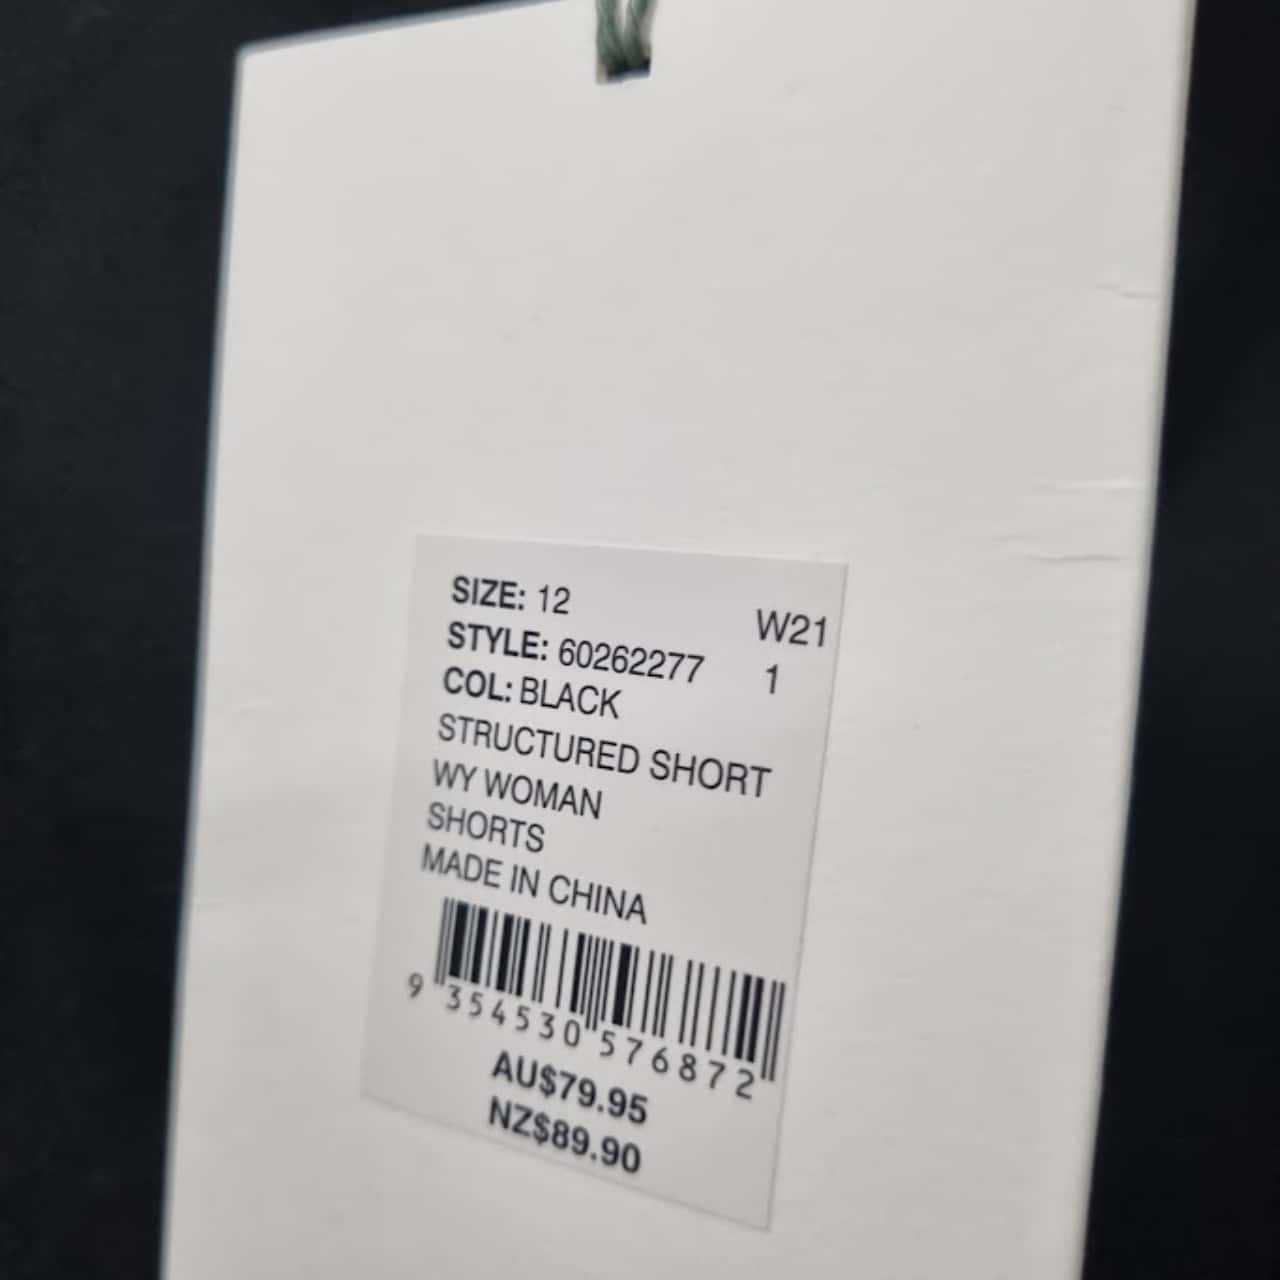 SIZE: 12
W21
STYLE: 60262277
1
COL: BLACK
STRUCTURED SHORT
WY WOMAN
SHORTS
MADE IN CHINA
9 354530 576872
AU$79.95
NZ$89.90